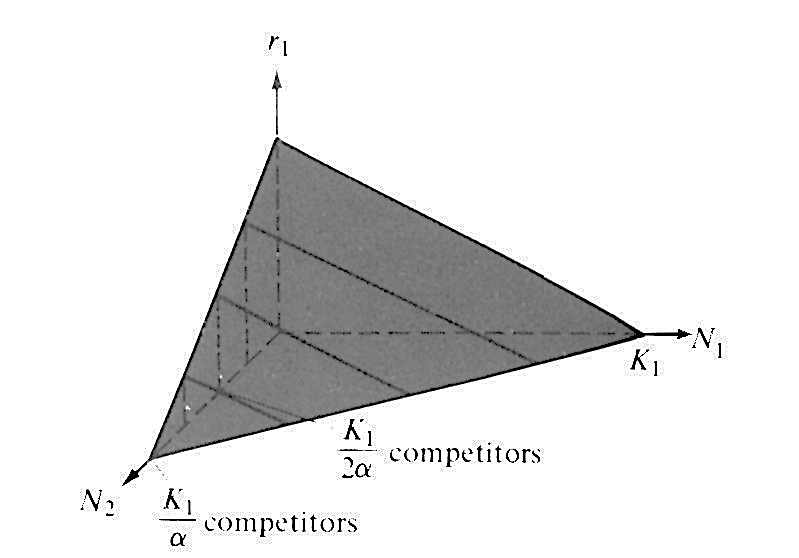 r₁
N₁
K₁
K₁/2α competitors
N₂
K₁/α competitors